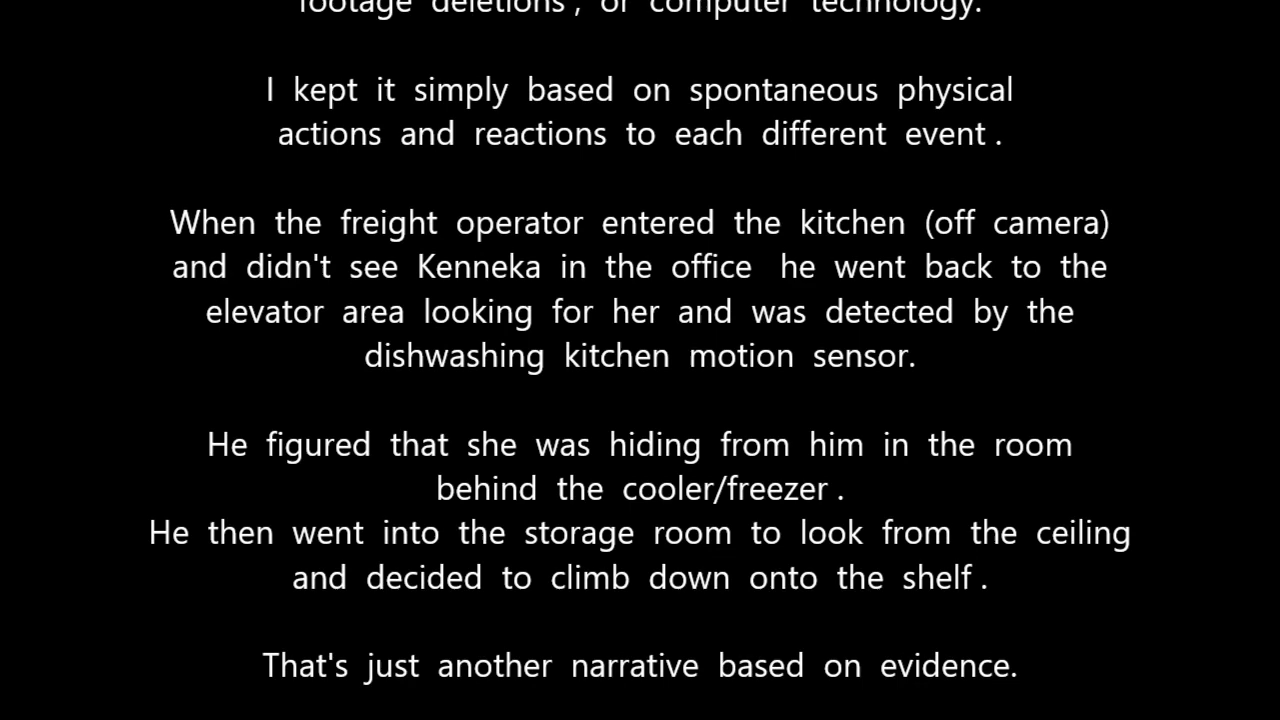 footage deletions , or computer technology.
I kept it simply based on spontaneous physical
actions and reactions to each different event .
When the freight operator entered the kitchen (off camera)
and didn't see Kenneka in the office he went back to the
elevator area looking for her and was detected by the
dishwashing kitchen motion sensor.
He figured that she was hiding from him in the room
behind the cooler/freezer .
He then went into the storage room to look from the ceiling
and decided to climb down onto the shelf .
That's just another narrative based on evidence.